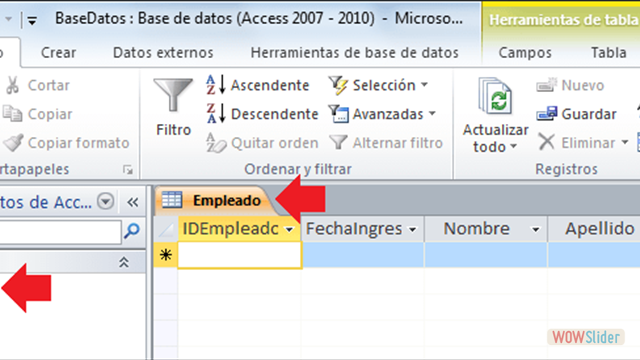 BaseDatos : Base de datos (Access 2007 - 2010) - Microso...
Herramientas de tabla
o Crear Datos externos Herramientas de base de datos Campos Tabla
Cortar
Copiar
Copiar formato
rtapapeles
Filtro
Ascendente
Descendente
Quitar orden
Selección
Avanzadas
Alternar filtro
Ordenar y filtrar
Actualizar
todo
Nuevo
Guardar
Eliminar
Registros
tos de Acc...
Empleado
IDEmpleado FechaIngres Nombre Apellido
WOWSlider